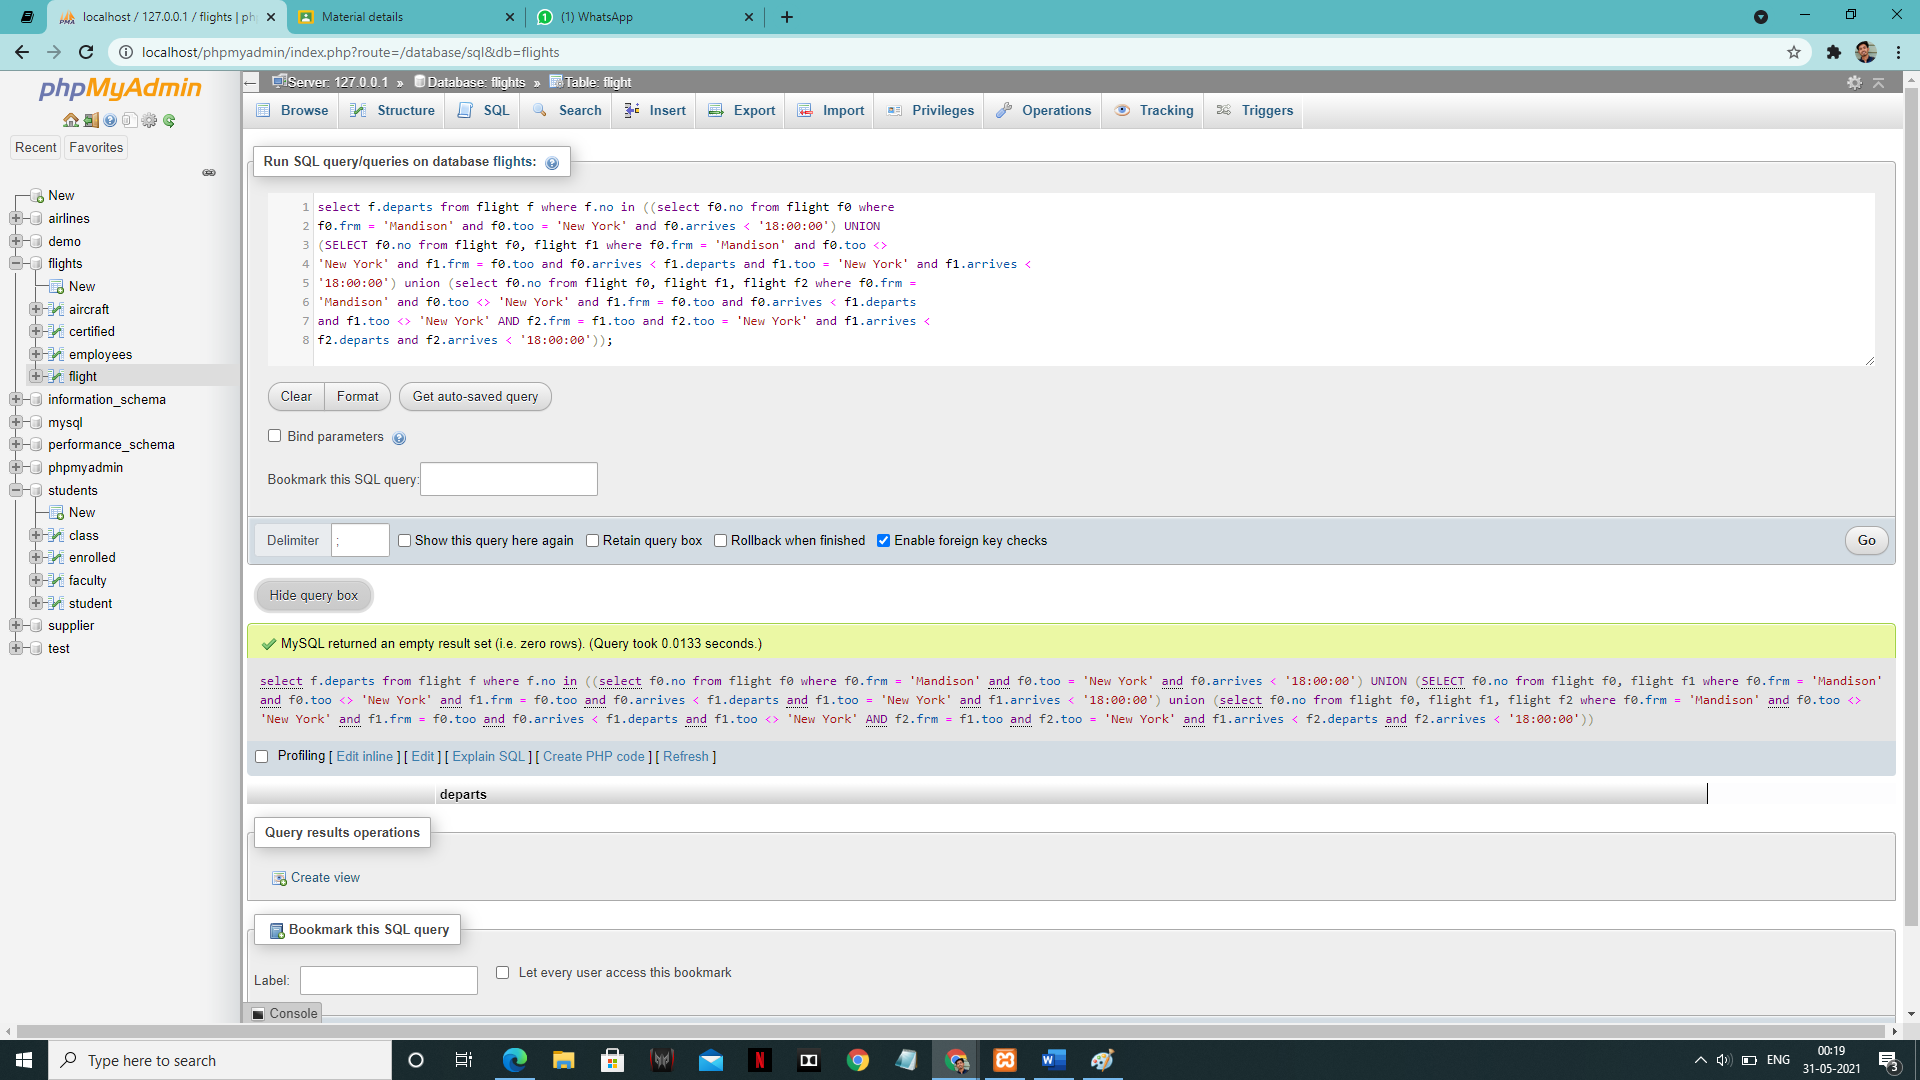 localhost / 127.0.0.1 / flights | ph
Material details
(1) WhatsApp
localhost/phpmyadmin/index.php?route=/database/sql&db=flights
phpMyAdmin
Recent
Favorites
New
airlines
demo
flights
New
aircraft
certified
employees
flight
information_schema
mysql
performance_schema
phpmyadmin
students
New
class
enrolled
faculty
student
supplier
test
Server: 127.0.0.1 » Database: flights » Table: flight
Browse Structure SQL Search Insert Export Import Privileges Operations Tracking Triggers
Run SQL query/queries on database flights:
1 select f.departs from flight f where f.no in ((select f0.no from flight f0 where
2 f0.frm = 'Mandison' and f0.too = 'New York' and f0.arrives < '18:00:00') UNION
3 (SELECT f0.no from flight f0, flight f1 where f0.frm = 'Mandison' and f0.too <>
4 'New York' and f1.frm = f0.too and f0.arrives < f1.departs and f1.too = 'New York' and f1.arrives <
5 '18:00:00') union (select f0.no from flight f0, flight f1, flight f2 where f0.frm =
6 'Mandison' and f0.too <> 'New York' and f1.frm = f0.too and f0.arrives < f1.departs
7 and f1.too <> 'New York' AND f2.frm = f1.too and f2.too = 'New York' and f1.arrives <
8 f2.departs and f2.arrives < '18:00:00'));
Clear Format Get auto-saved query
Bind parameters
Bookmark this SQL query:
Delimiter ; Show this query here again Retain query box Rollback when finished Enable foreign key checks Go
Hide query box
MySQL returned an empty result set (i.e. zero rows). (Query took 0.0133 seconds.)
select f.departs from flight f where f.no in ((select f0.no from flight f0 where f0.frm = 'Mandison' and f0.too = 'New York' and f0.arrives < '18:00:00') UNION (SELECT f0.no from flight f0, flight f1 where f0.frm = 'Mandison'
and f0.too <> 'New York' and f1.frm = f0.too and f0.arrives < f1.departs and f1.too = 'New York' and f1.arrives < '18:00:00') union (select f0.no from flight f0, flight f1, flight f2 where f0.frm = 'Mandison' and f0.too <>
'New York' and f1.frm = f0.too and f0.arrives < f1.departs and f1.too <> 'New York' AND f2.frm = f1.too and f2.too = 'New York' and f1.arrives < f2.departs and f2.arrives < '18:00:00'))
Profiling [ Edit inline ] [ Edit ] [ Explain SQL ] [ Create PHP code ] [ Refresh ]
departs
Query results operations
Create view
Bookmark this SQL query
Label:
Let every user access this bookmark
Console
Type here to search
ENG
00:19
31-05-2021
3